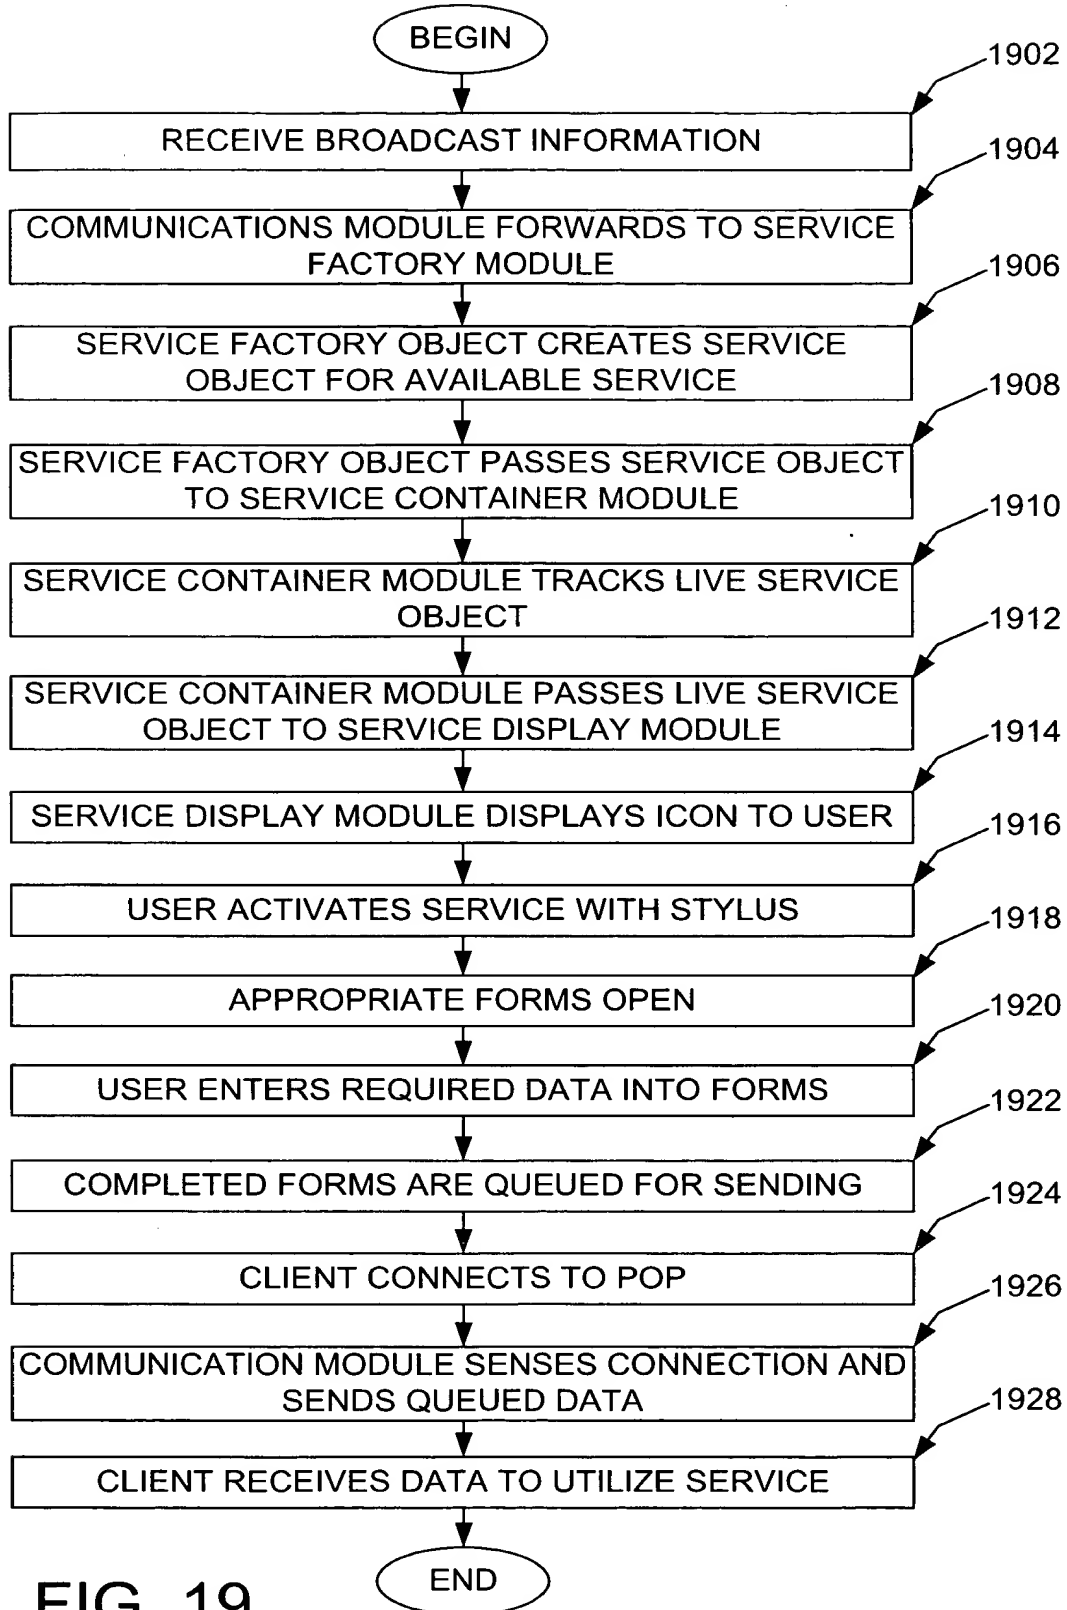 BEGIN
1902
RECEIVE BROADCAST INFORMATION
1904
COMMUNICATIONS MODULE FORWARDS TO SERVICE
FACTORY MODULE
1906
SERVICE FACTORY OBJECT CREATES SERVICE
OBJECT FOR AVAILABLE SERVICE
1908
SERVICE FACTORY OBJECT PASSES SERVICE OBJECT
TO SERVICE CONTAINER MODULE
1910
SERVICE CONTAINER MODULE TRACKS LIVE SERVICE
OBJECT
1912
SERVICE CONTAINER MODULE PASSES LIVE SERVICE
OBJECT TO SERVICE DISPLAY MODULE
1914
SERVICE DISPLAY MODULE DISPLAYS ICON TO USER
1916
USER ACTIVATES SERVICE WITH STYLUS
1918
APPROPRIATE FORMS OPEN
1920
USER ENTERS REQUIRED DATA INTO FORMS
1922
COMPLETED FORMS ARE QUEUED FOR SENDING
1924
CLIENT CONNECTS TO POP
1926
COMMUNICATION MODULE SENSES CONNECTION AND
SENDS QUEUED DATA
1928
CLIENT RECEIVES DATA TO UTILIZE SERVICE
END
FIG. 19